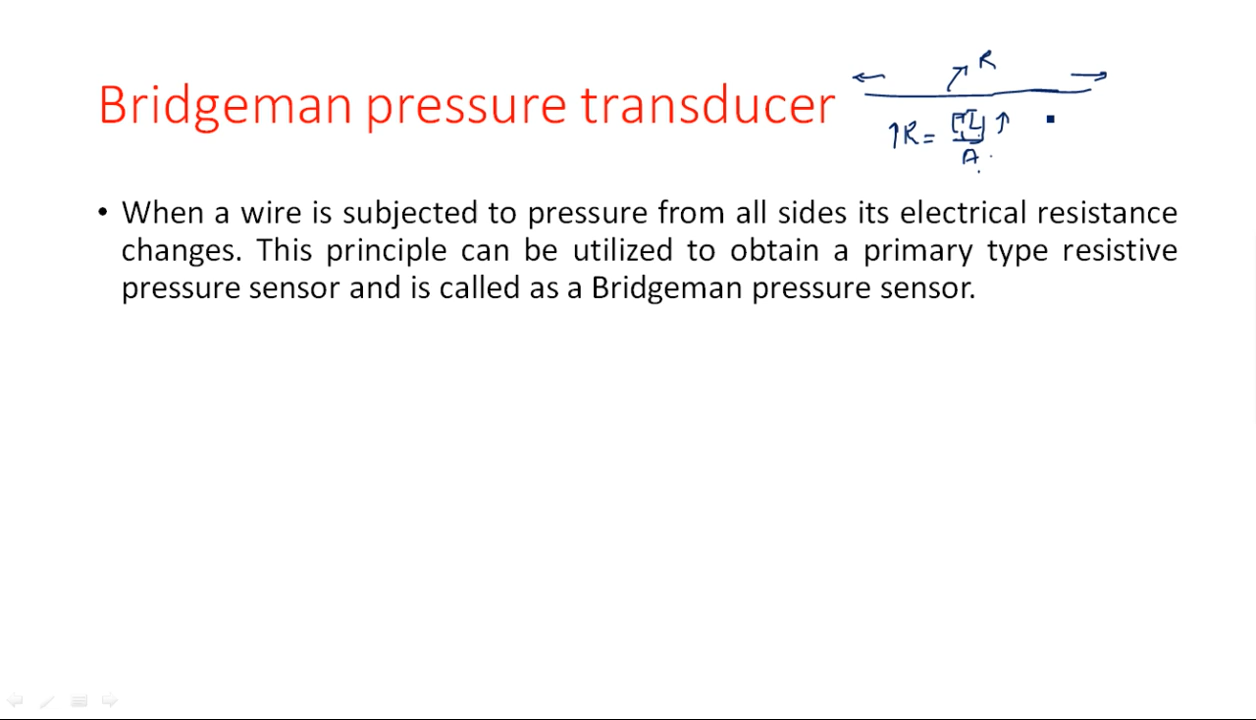 Bridgeman pressure transducer
R
↑R = ↑
A
• When a wire is subjected to pressure from all sides its electrical resistance
changes. This principle can be utilized to obtain a primary type resistive
pressure sensor and is called as a Bridgeman pressure sensor.